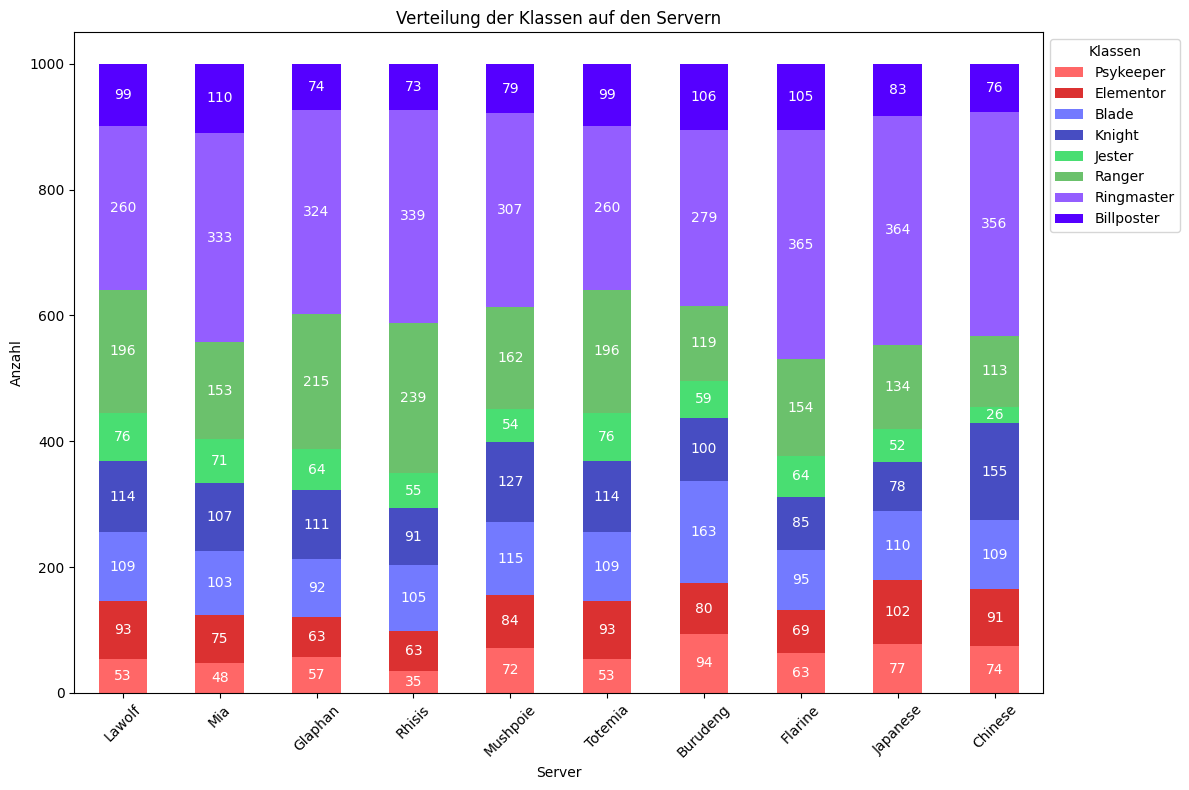 Verteilung der Klassen auf den Servern
Klassen
Psykeeper
Elementor
Blade
Knight
Jester
Ranger
Ringmaster
Billposter
Anzahl
1000
800
600
400
200
0
99 110 74 73 79 99 106 105 83 76
260 333 324 339 307 260 279 365 364 356
196 153 215 239 162 196 119 154 134 113
76 71 64 55 54 76 59 64 52 26
114 107 111 91 127 114 100 85 78 155
109 103 92 105 115 109 163 95 110 109
93 75 63 63 84 93 80 69 102 91
53 48 57 35 72 53 94 63 77 74
Lawolf Mia Glaphan Rhisis Mushpoie Totemia Burudeng Flarine Japanese Chinese
Server